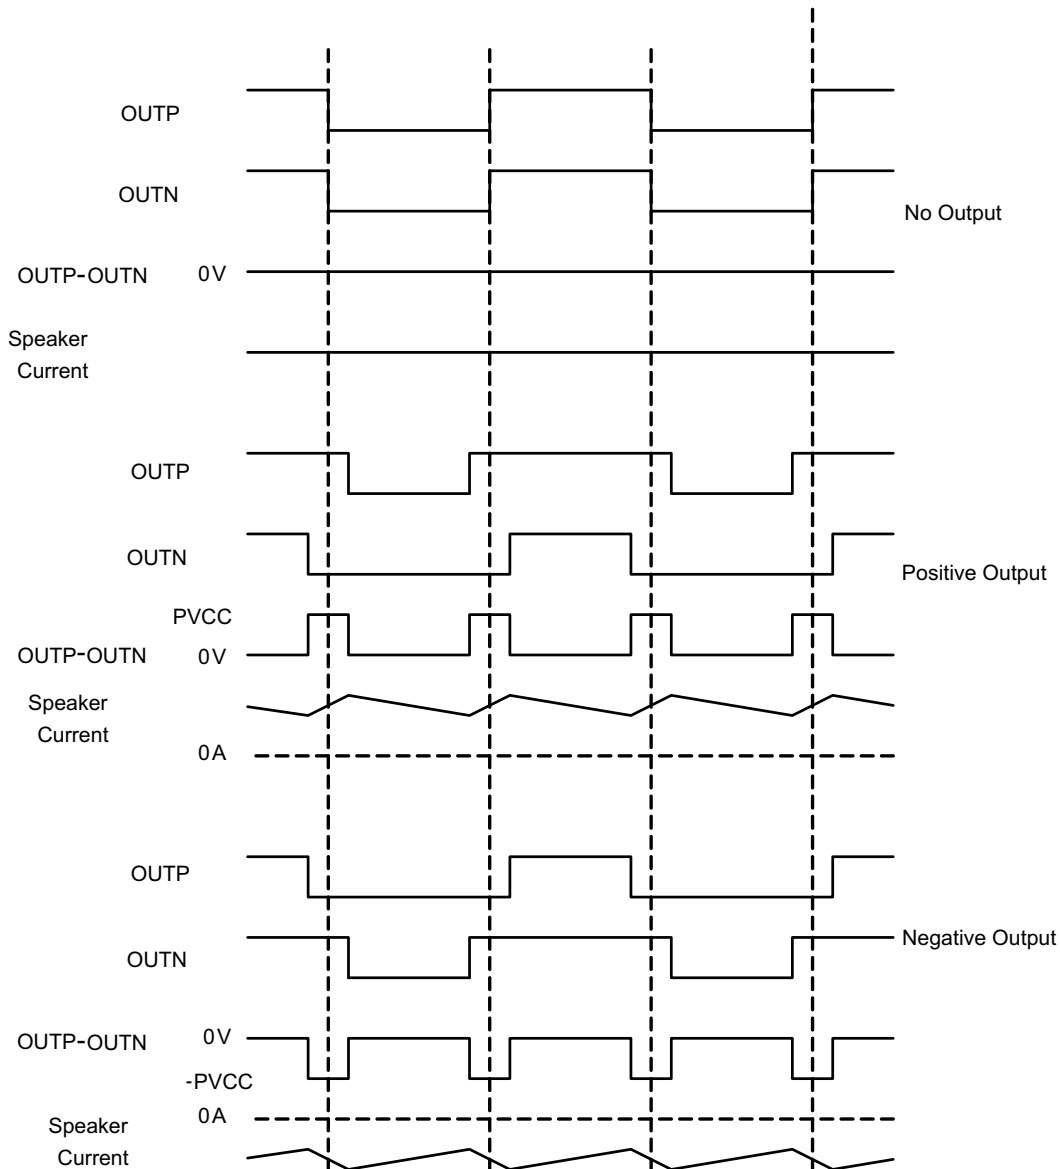 OUTP
OUTN
No Output
OUTP-OUTN 0V
Speaker
Current
OUTP
OUTN
Positive Output
PVCC
OUTP-OUTN 0V
Speaker
Current
0A
OUTP
OUTN
Negative Output
OUTP-OUTN 0V
-PVCC
0A
Speaker
Current